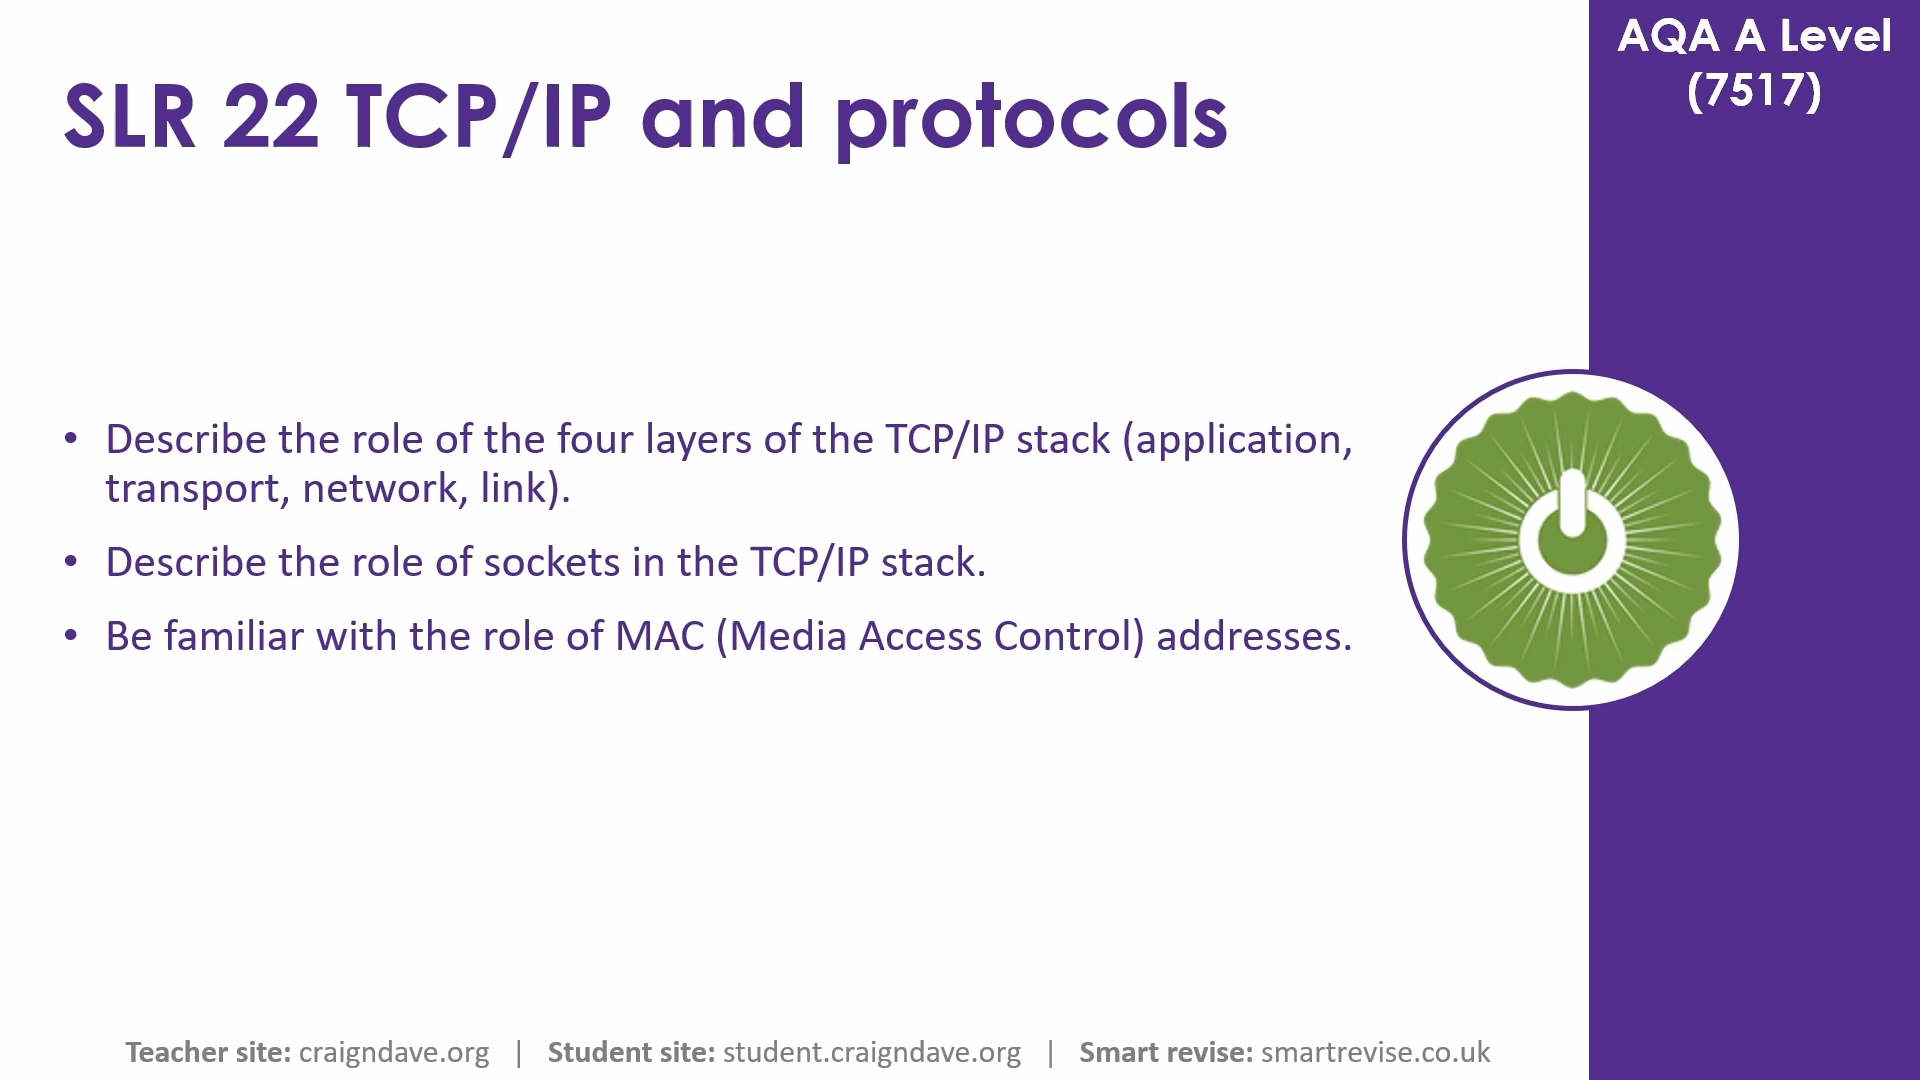 AQA A Level
(7517)
SLR 22 TCP/IP and protocols
• Describe the role of the four layers of the TCP/IP stack (application,
transport, network, link).
• Describe the role of sockets in the TCP/IP stack.
• Be familiar with the role of MAC (Media Access Control) addresses.
Teacher site: craigndave.org | Student site: student.craigndave.org | Smart revise: smartrevise.co.uk